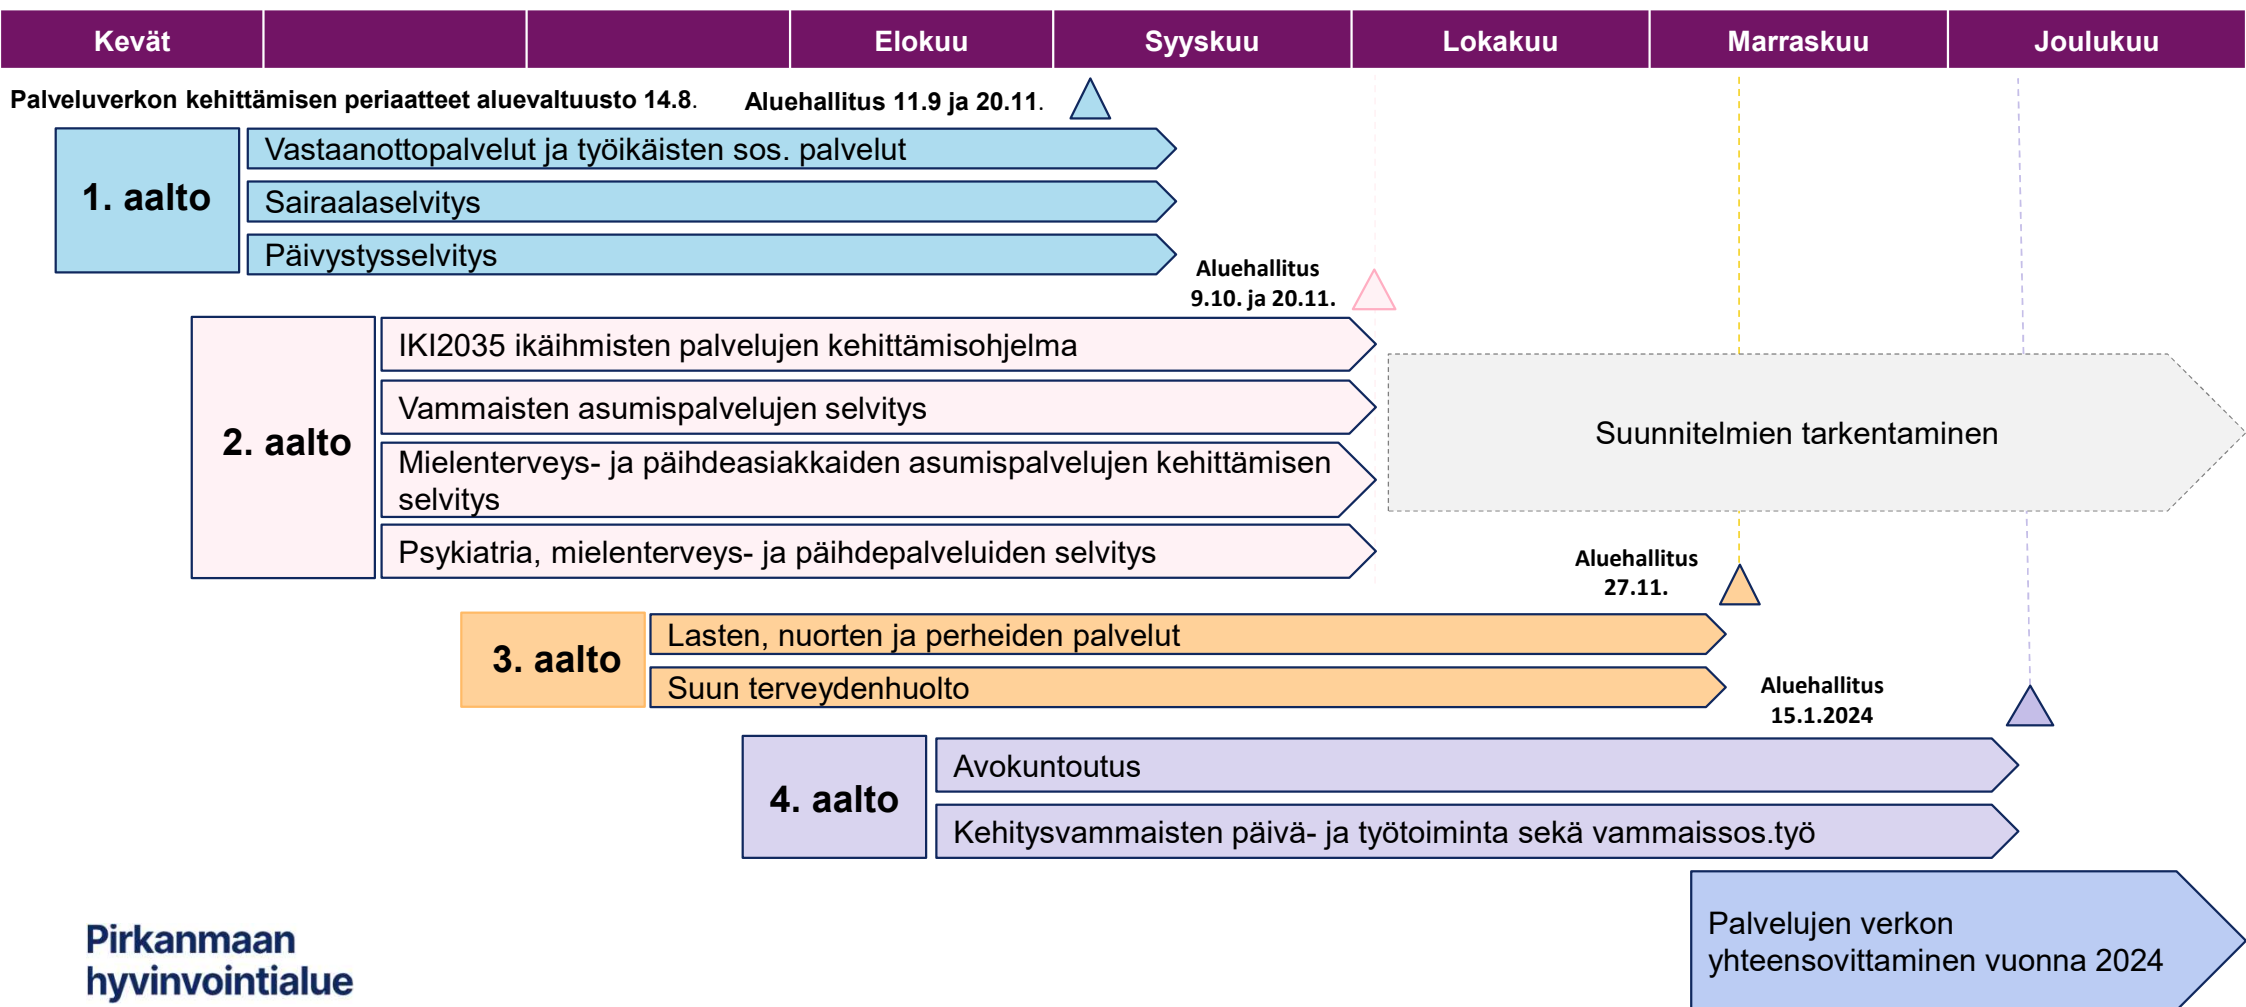 Kevät Elokuu Syyskuu Lokakuu Marraskuu Joulukuu
Palveluverkon kehittämisen periaatteet aluevaltuusto 14.8. Aluehallitus 11.9 ja 20.11.
1. aalto
Vastaanottopalvelut ja työikäisten sos. palvelut
Sairaalaselvitys
Päivystysselvitys
Aluehallitus
9.10. ja 20.11.
2. aalto
IKI2035 ikäihmisten palvelujen kehittämisohjelma
Vammaisten asumispalvelujen selvitys
Mielenterveys- ja päihdeasiakkaiden asumispalvelujen kehittämisen
selvitys
Psykiatria, mielenterveys- ja päihdepalveluiden selvitys
Suunnitelmien tarkentaminen
Aluehallitus
27.11.
3. aalto
Lasten, nuorten ja perheiden palvelut
Suun terveydenhuolto
Aluehallitus
15.1.2024
4. aalto
Avokuntoutus
Kehitysvammaisten päivä- ja työtoiminta sekä vammaissos.työ
Palvelujen verkon
yhteensovittaminen vuonna 2024
Pirkanmaan
hyvinvointialue